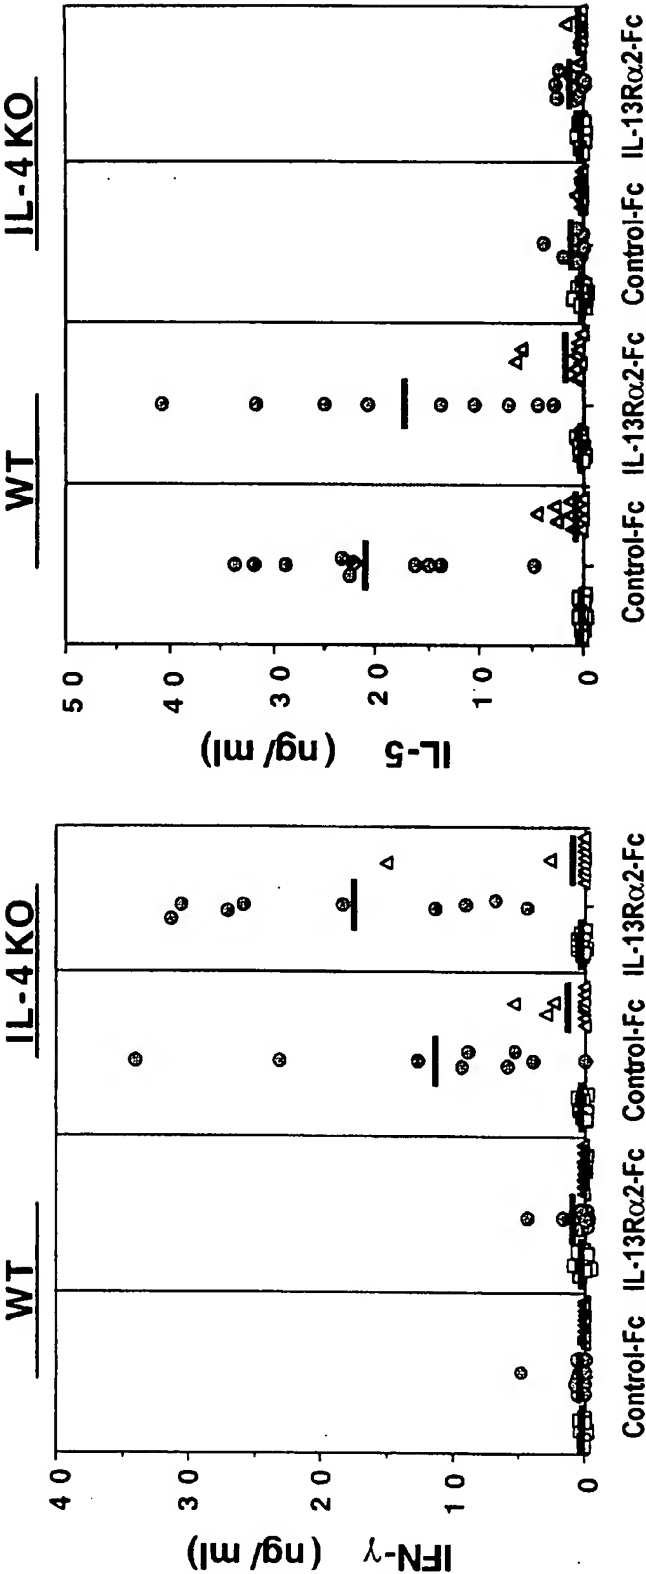 WT
IL-4 KO
IFN-γ (ng/ml)
40
30
20
10
0
Control-Fc
IL-13Rα2-Fc
Control-Fc
IL-13Rα2-Fc
WT
IL-4 KO
IL-5 (ng/ml)
50
40
30
20
10
0
Control-Fc
IL-13Rα2-Fc
Control-Fc
IL-13Rα2-Fc